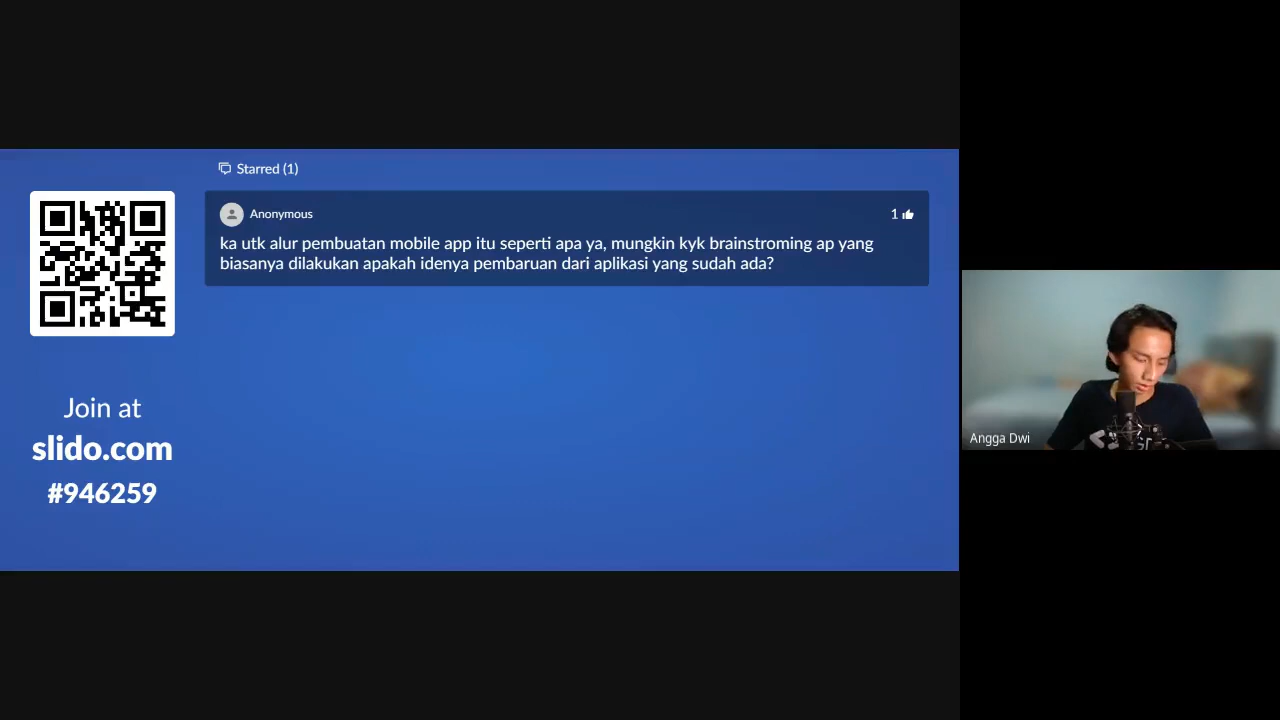 Starred (1)
Anonymous
1
ka utk alur pembuatan mobile app itu seperti apa ya, mungkin kyk brainstroming ap yang
biasanya dilakukan apakah idenya pembaruan dari aplikasi yang sudah ada?
Join at
slido.com
#946259
Angga Dwi